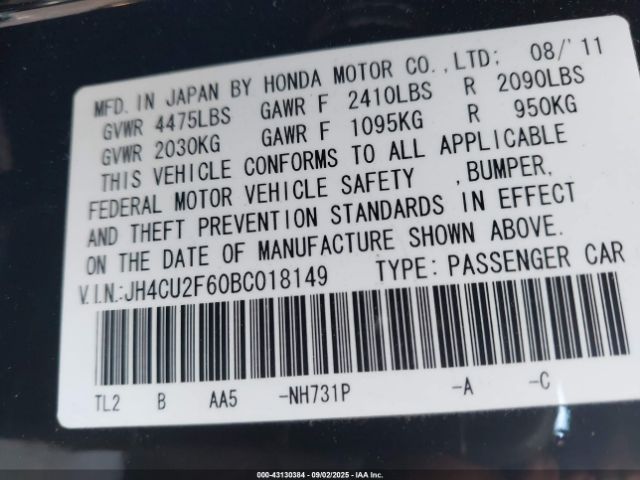 MFD. IN JAPAN BY HONDA MOTOR CO., LTD: 08/'11
GVWR 4475LBS GAWR F 2410LBS R 2090LBS
GVWR 2030KG GAWR F 1095KG R 950KG
THIS VEHICLE CONFORMS TO ALL APPLICABLE
FEDERAL MOTOR VEHICLE SAFETY ,BUMPER,
AND THEFT PREVENTION STANDARDS IN EFFECT
ON THE DATE OF MANUFACTURE SHOWN ABOVE.
V.I.N.:JH4CU2F60BC018149 TYPE: PASSENGER CAR
TL2 B AA5 -NH731P -A -C
000-43130384 | 09/02/2025 | IAA Inc.